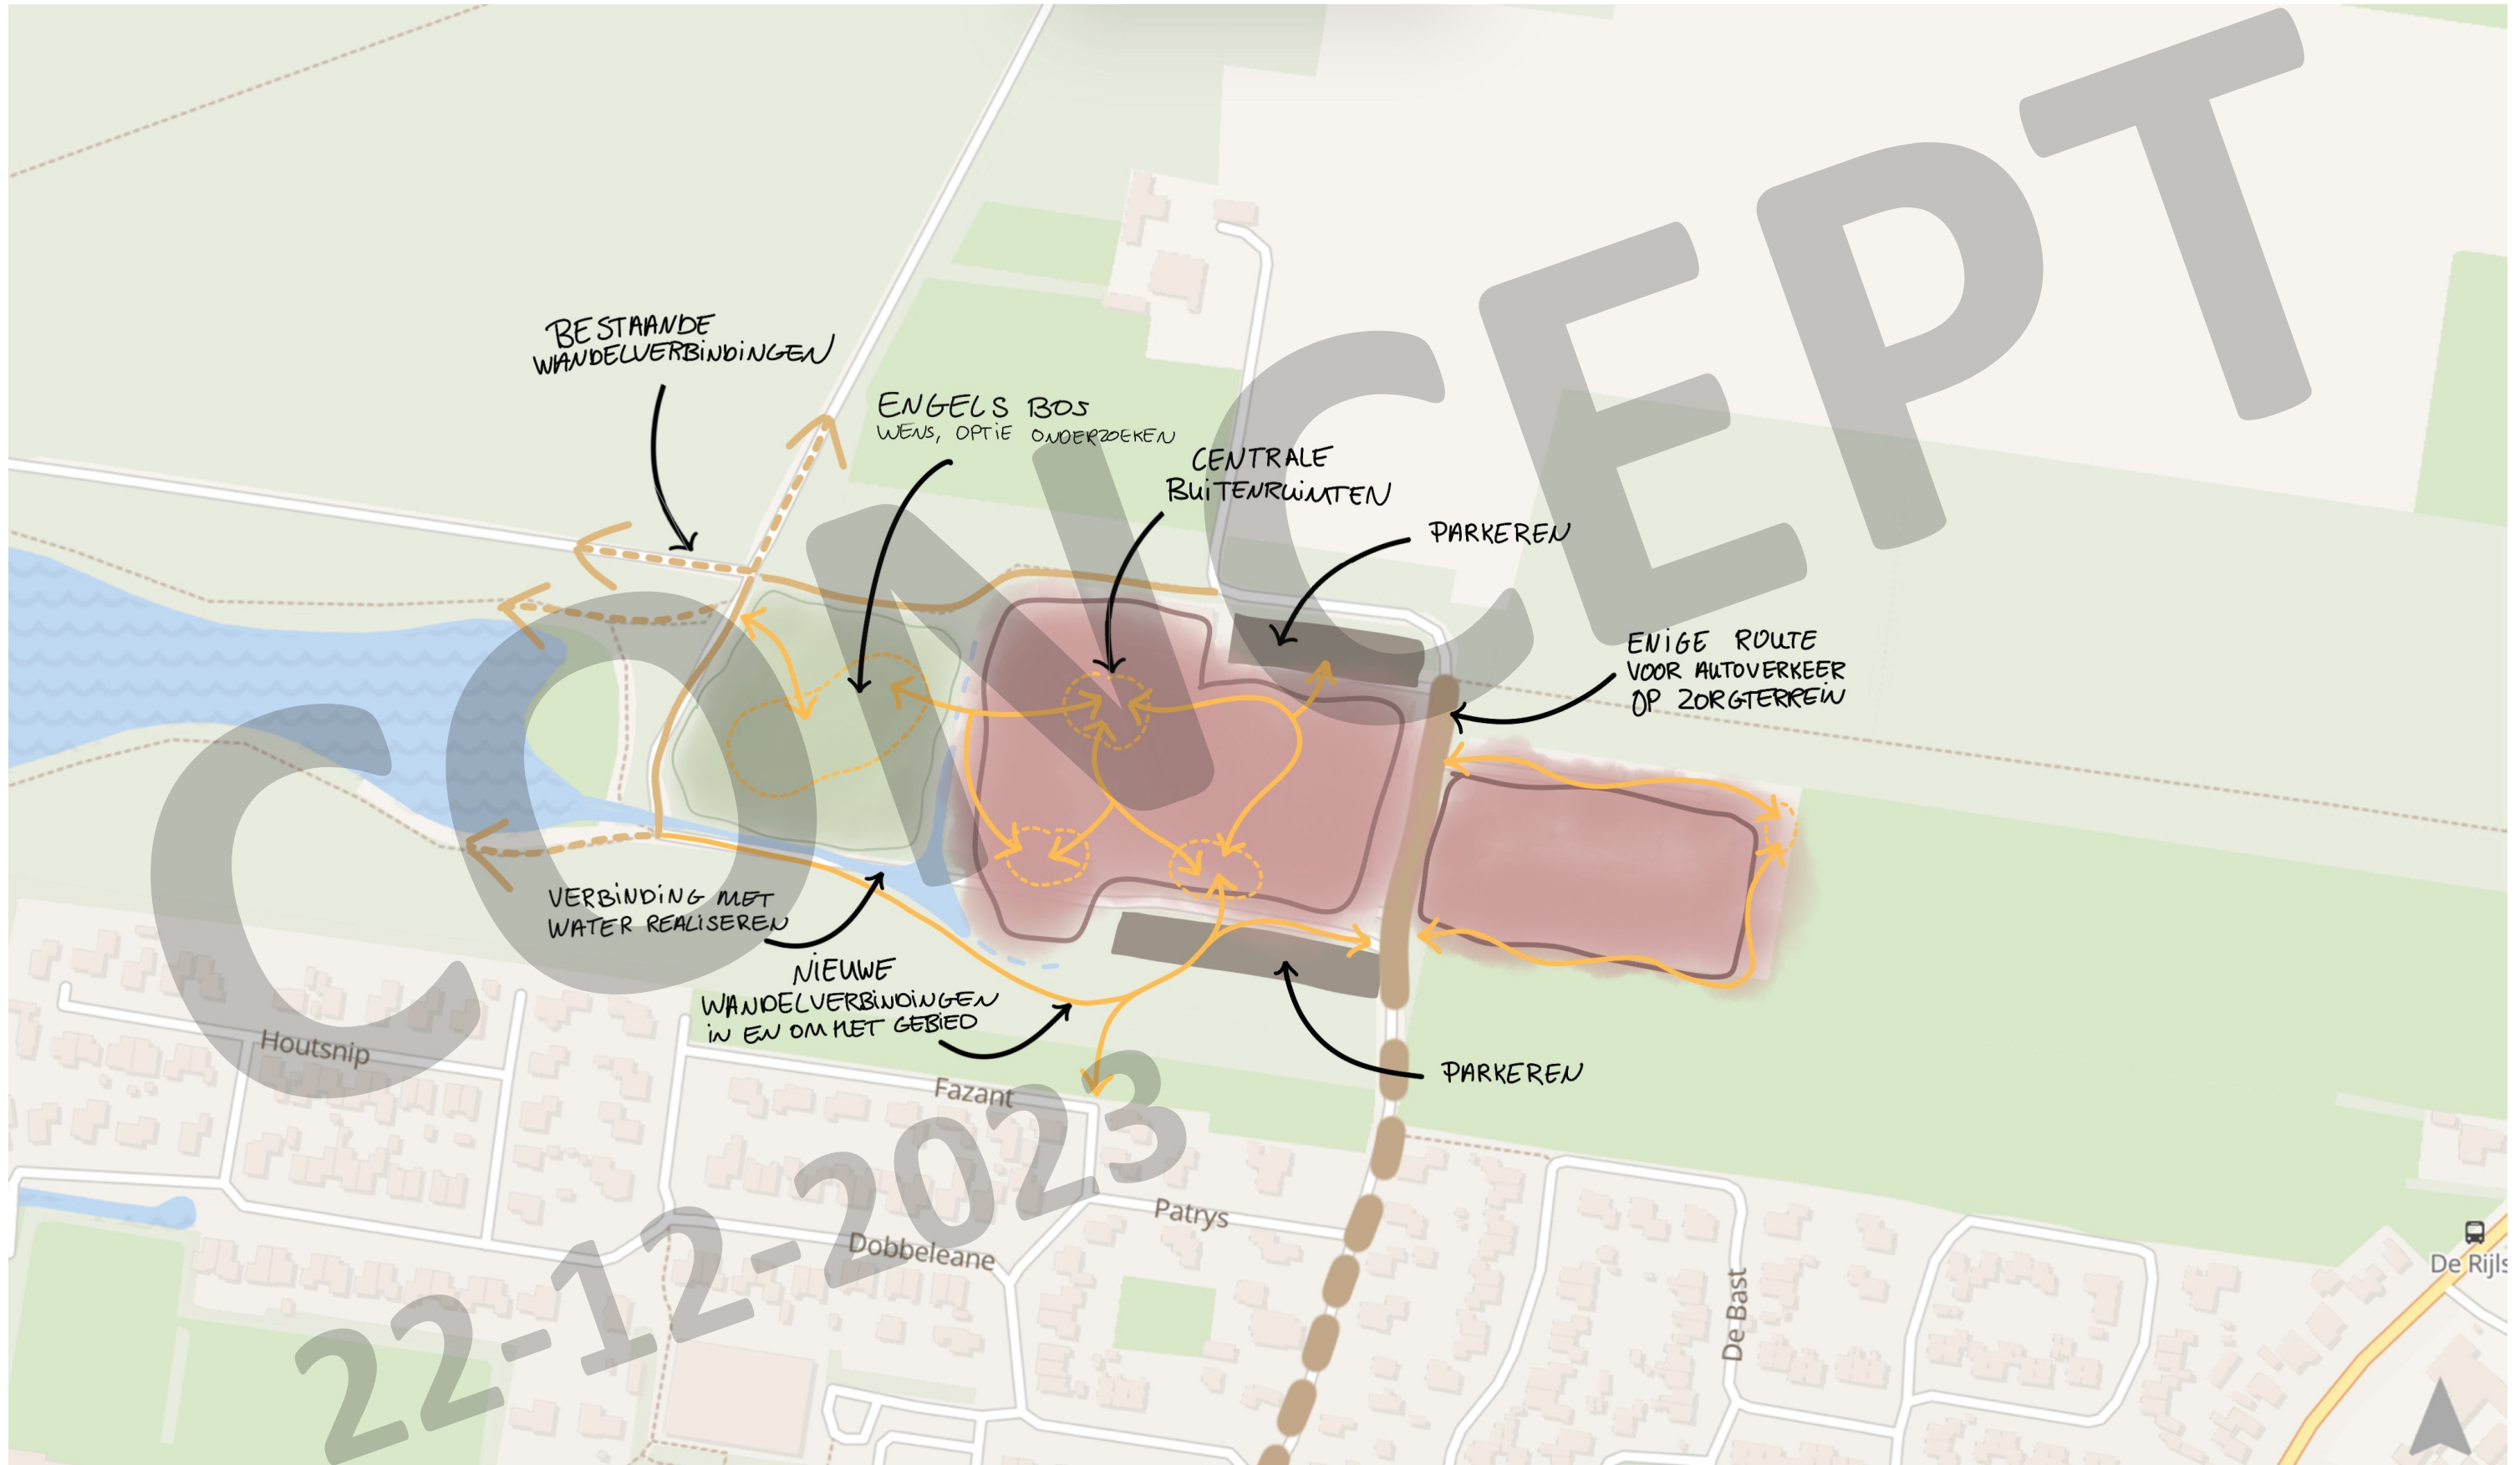 BESTAANDE
WANDELVERBINDINGEN
ENGELS BOS
WENS, OPTIE ONDERZOEKEN
CENTRALE
BUITENRUIMTEN
PARKEREN
ENIGE ROUTE
VOOR AUTOVERKEER
OP ZORGTERREIN
VERBINDING MET
WATER REALISEREN
NIEUWE
WANDELVERBINDINGEN
IN EN OM HET GEBIED
PARKEREN
Houtsnip
Fazant
Patrys
Dobbeleane
De Bast
De Rijls
CONCEPT
22-12-2023